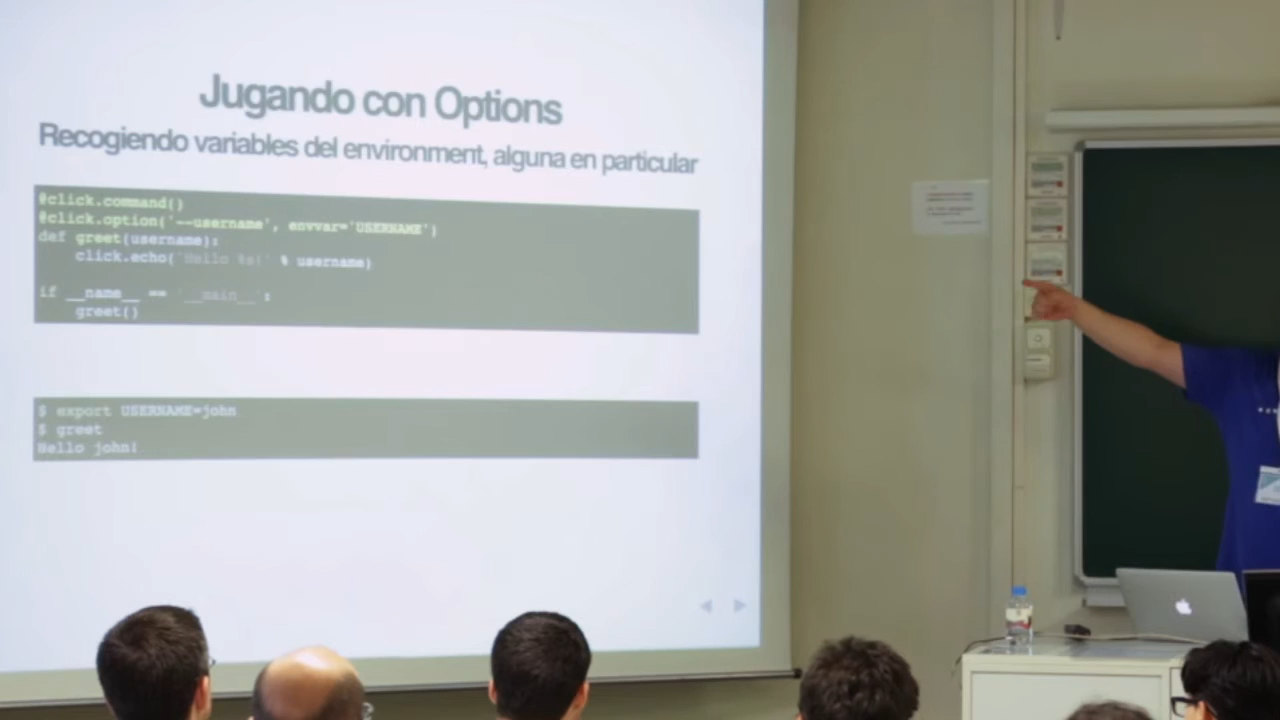 Jugando con Options
Recogiendo variables del environment, alguna en particular
@click.command()
@click.option('--username', envvar='USERNAME')
def greet(username):
    click.echo('Hello %s!' % username)
if __name__ == '__main__':
    greet()
$ export USERNAME=john
$ greet
Hello john!